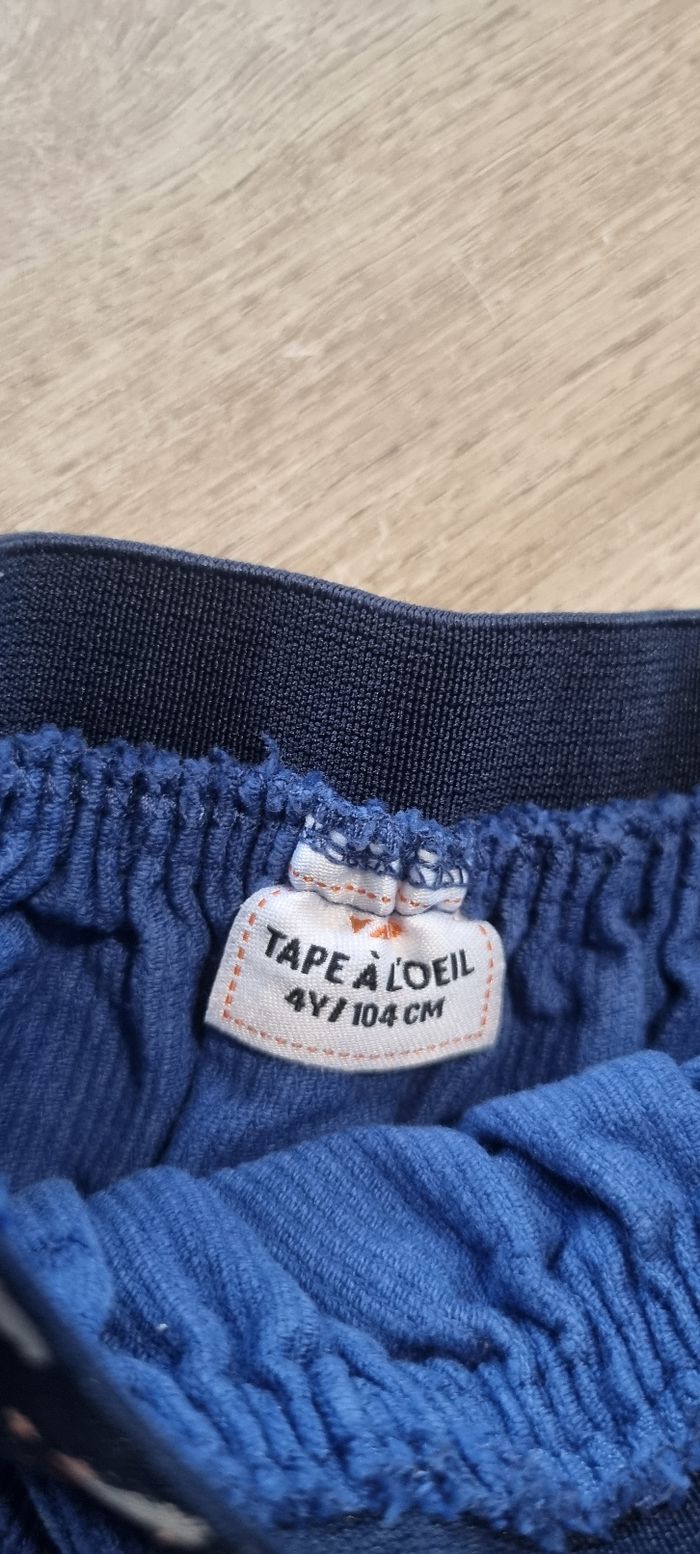 TAPE À L'OEIL
4Y/104 CM